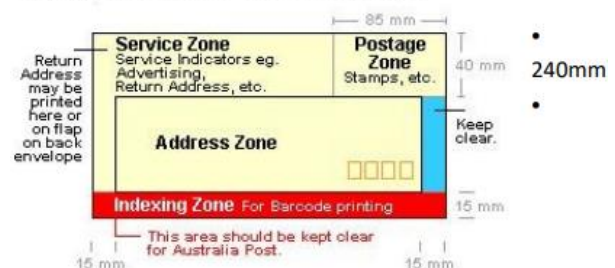 85 mm
Service Zone
Service Indicators eg.
Advertising,
Return Address, etc.
Postage
Zone
Stamps, etc.
40 mm
•
240mm
•
Return
Address
may be
printed
here or
on flap
on back
envelope
Address Zone
Keep
clear.
Indexing Zone For Barcode printing
15 mm
This area should be kept clear
for Australia Post.
15 mm
15 mm